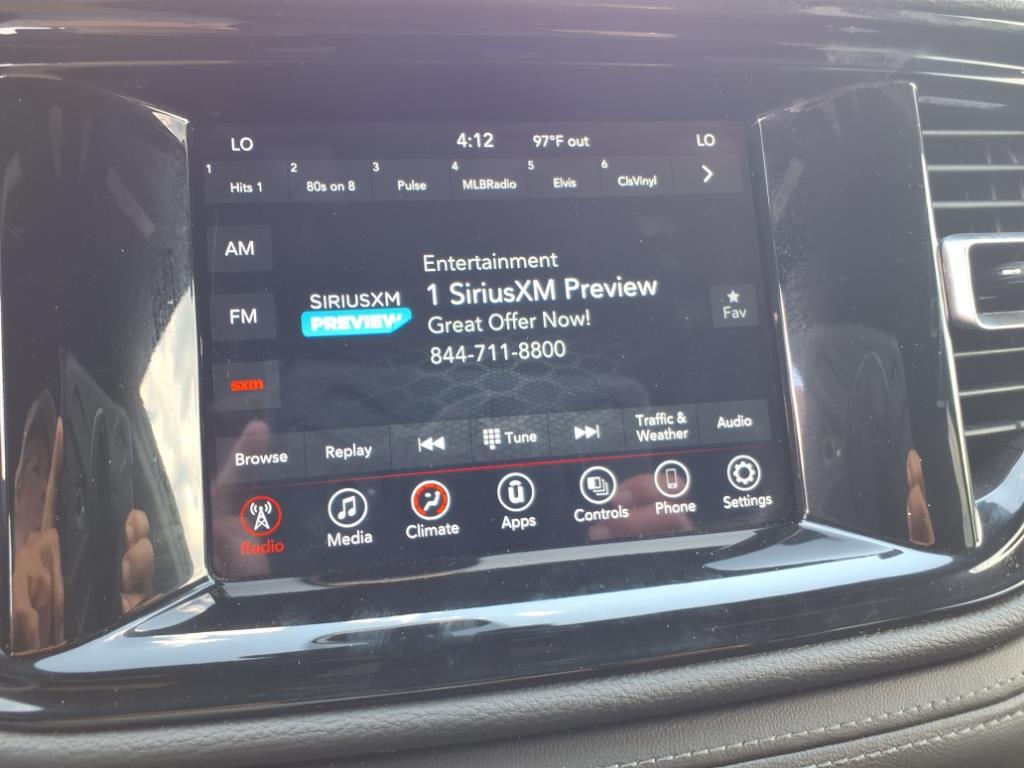 LO 4:12 97°F out LO
1 Hits 1 2 80s on 8 3 Pulse 4 MLBRadio 5 Elvis 6 ClsVinyl
AM
FM
sxm
SIRIUSXM
PREVIEW
Entertainment
1 SiriusXM Preview
Great Offer Now!
844-711-8800
Fav
Browse Replay Tune Traffic & Weather Audio
Radio Media Climate Apps Controls Phone Settings